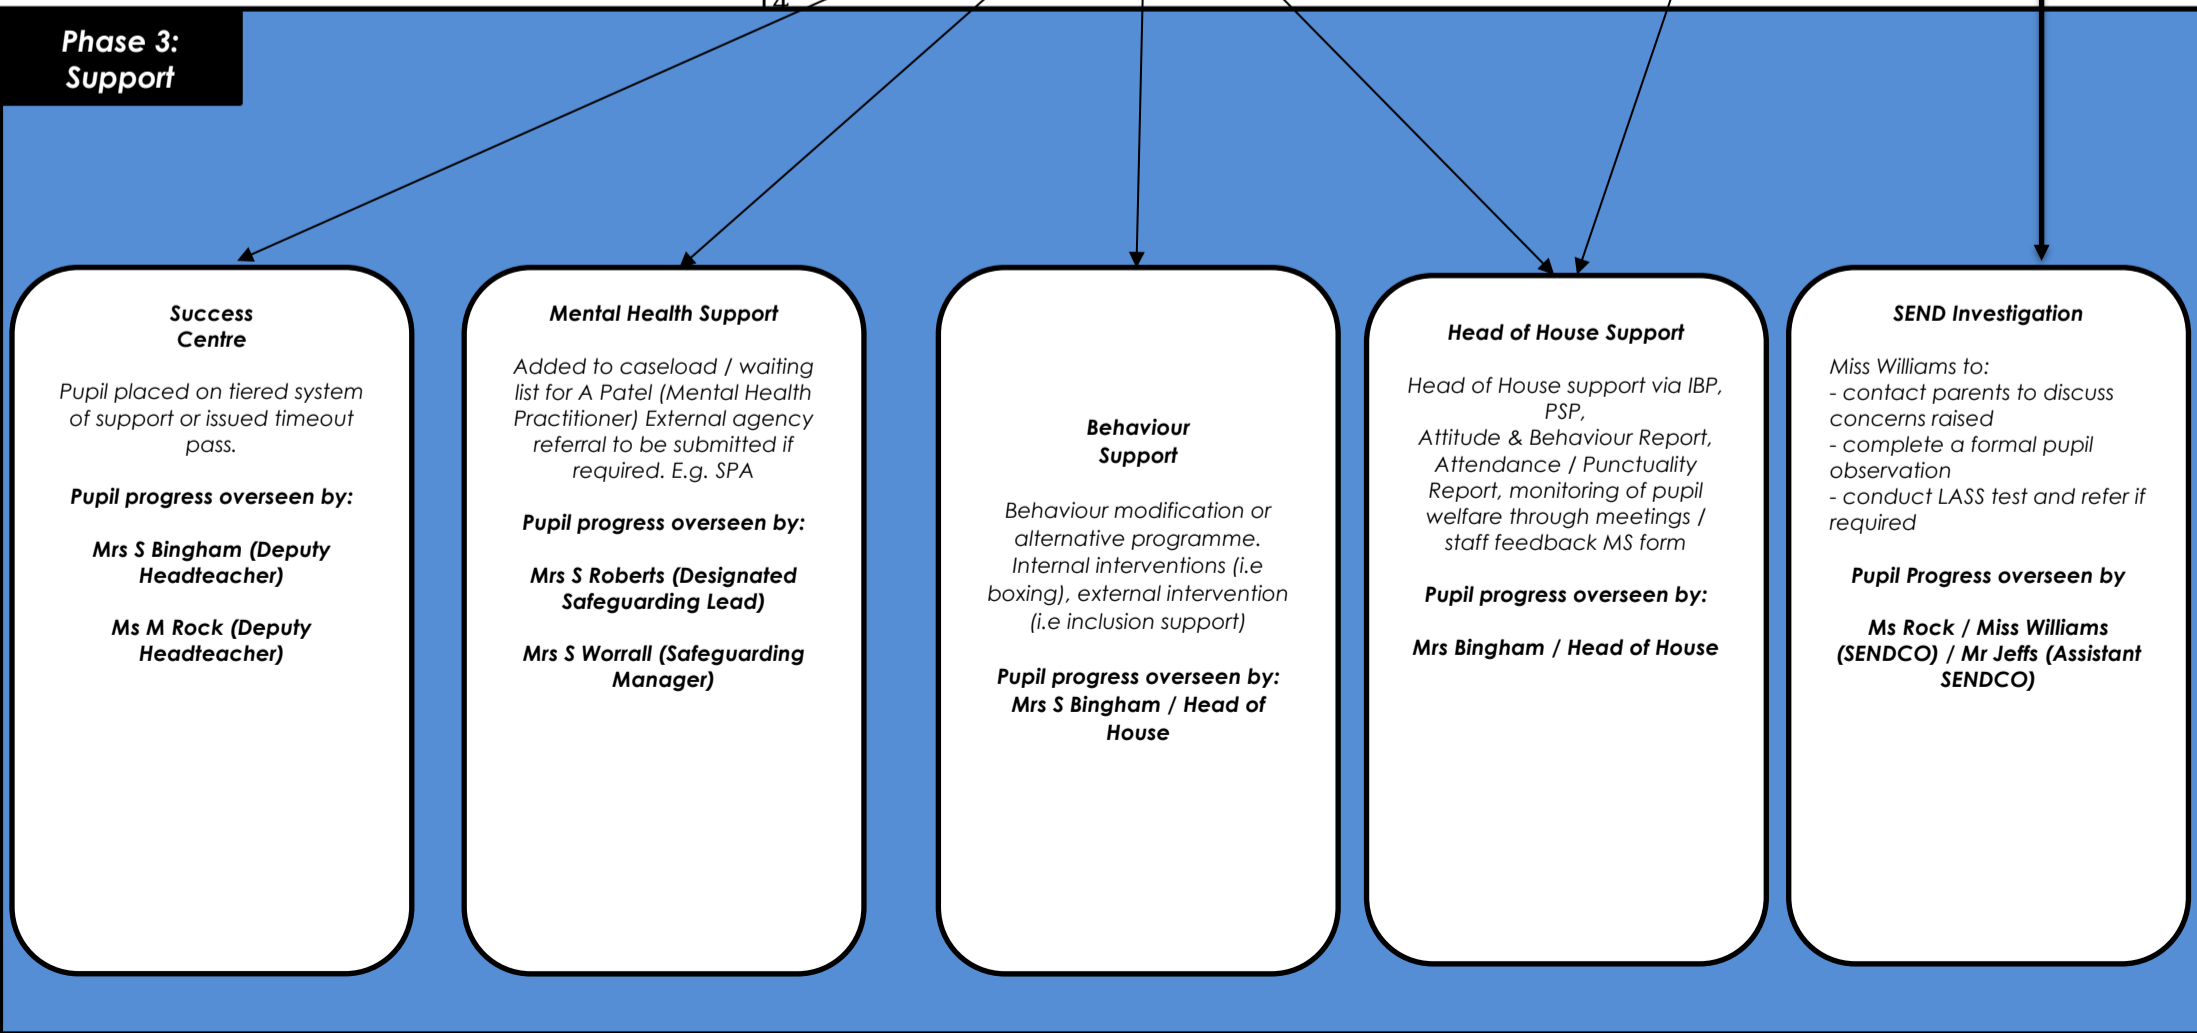 Phase 3:
Support
Success
Centre
Pupil placed on tiered system
of support or issued timeout
pass.
Pupil progress overseen by:
Mrs S Bingham (Deputy
Headteacher)
Ms M Rock (Deputy
Headteacher)
Mental Health Support
Added to caseload / waiting
list for A Patel (Mental Health
Practitioner) External agency
referral to be submitted if
required. E.g. SPA
Pupil progress overseen by:
Mrs S Roberts (Designated
Safeguarding Lead)
Mrs S Worrall (Safeguarding
Manager)
Behaviour
Support
Behaviour modification or
alternative programme.
Internal interventions (i.e
boxing), external intervention
(i.e inclusion support)
Pupil progress overseen by:
Mrs S Bingham / Head of
House
Head of House Support
Head of House support via IBP,
PSP,
Attitude & Behaviour Report,
Attendance / Punctuality
Report, monitoring of pupil
welfare through meetings /
staff feedback MS form
Pupil progress overseen by:
Mrs Bingham / Head of House
SEND Investigation
Miss Williams to:
- contact parents to discuss
concerns raised
- complete a formal pupil
observation
- conduct LASS test and refer if
required
Pupil Progress overseen by
Ms Rock / Miss Williams
(SENDCO) / Mr Jeffs (Assistant
SENDCO)